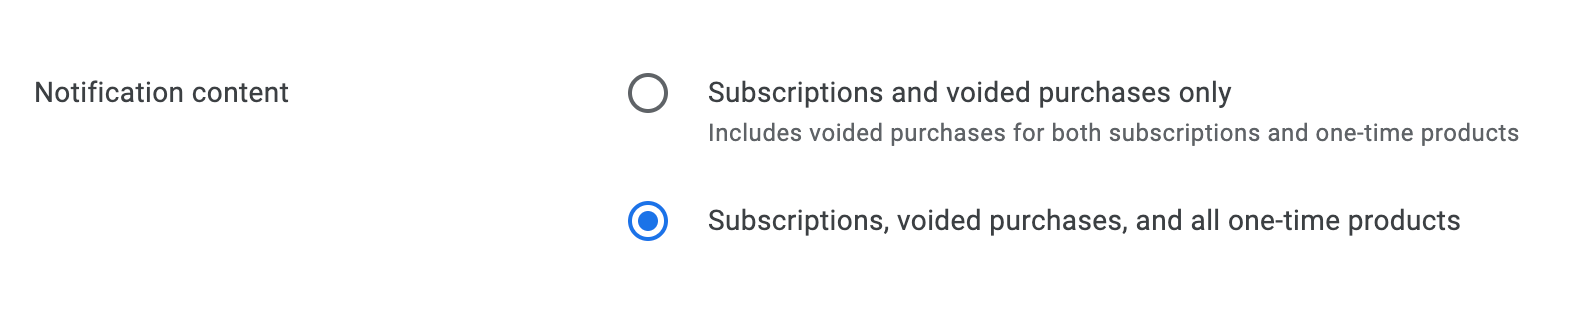 Notification content
Subscriptions and voided purchases only
Includes voided purchases for both subscriptions and one-time products
Subscriptions, voided purchases, and all one-time products